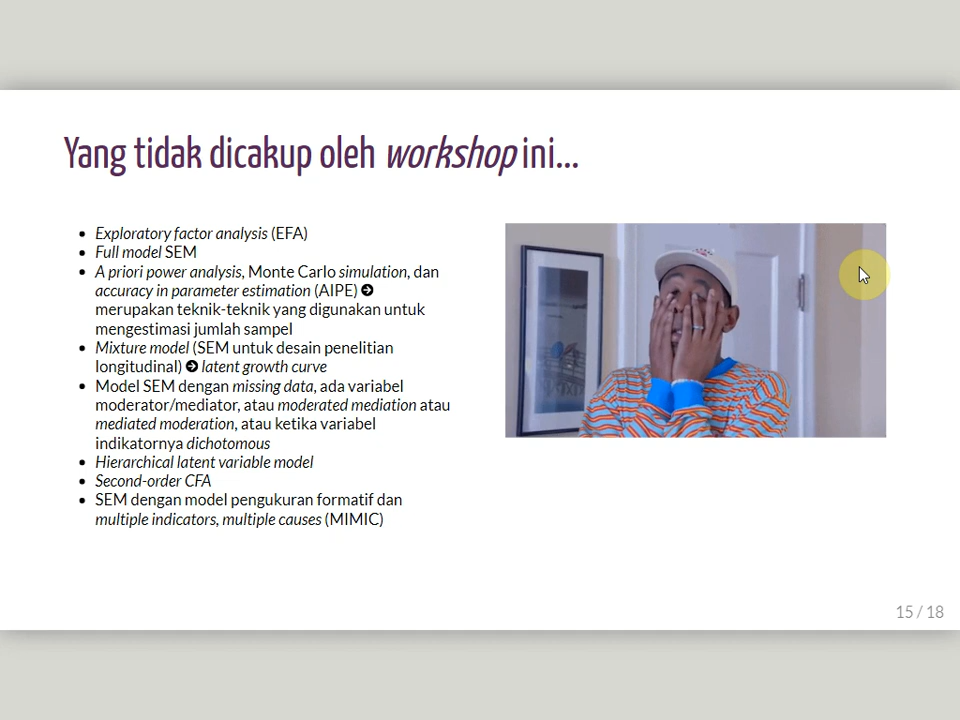 Yang tidak dicakup oleh workshop ini...
Exploratory factor analysis (EFA)
Full model SEM
A priori power analysis, Monte Carlo simulation, dan
accuracy in parameter estimation (AIPE)
merupakan teknik-teknik yang digunakan untuk
mengestimasi jumlah sampel
Mixture model (SEM untuk desain penelitian
longitudinal) latent growth curve
Model SEM dengan missing data, ada variabel
moderator/mediator, atau moderated mediation atau
mediated moderation, atau ketika variabel
indikatornya dichotomous
Hierarchical latent variable model
Second-order CFA
SEM dengan model pengukuran formatif dan
multiple indicators, multiple causes (MIMIC)
15 / 18